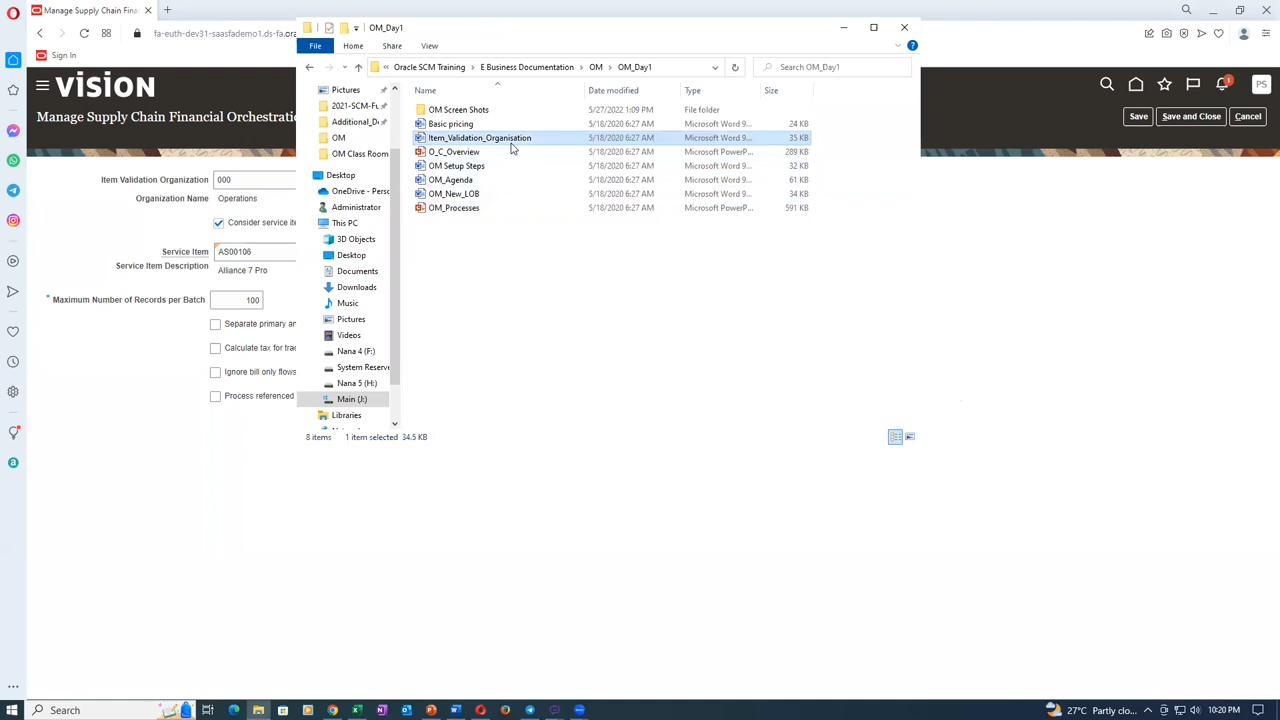 Manage Supply Chain Fina
OM_Day1
fa-euth-dev31-saasfademo1.ds-fa.ora
File Home Share View
Sign In
« Oracle SCM Training › E Business Documentation › OM › OM_Day1
Search OM_Day1
VISION
PS
Manage Supply Chain Financial Orchestratio
Save Save and Close Cancel
Name Date modified Type Size
Pictures
2021-SCM-Fu
Additional_Do
OM
OM Class Room
Desktop
OneDrive - Perso
Administrator
This PC
3D Objects
Desktop
Documents
Downloads
Music
Pictures
Videos
Nana 4 (F:)
System Reserve
Nana 5 (H:)
Main (J:)
Libraries
OM Screen Shots 5/27/2022 1:09 PM File folder
Basic pricing 5/18/2020 6:27 AM Microsoft Word 9... 24 KB
Item_Validation_Organisation 5/18/2020 6:27 AM Microsoft Word 9... 35 KB
O_C_Overview 5/18/2020 6:27 AM Microsoft PowerP... 289 KB
OM Setup Steps 5/18/2020 6:27 AM Microsoft Word 9... 32 KB
OM_Agenda 5/18/2020 6:27 AM Microsoft Word 9... 61 KB
OM_New_LOB 5/18/2020 6:27 AM Microsoft Word 9... 34 KB
OM_Processes 5/18/2020 6:27 AM Microsoft PowerP... 591 KB
8 items 1 item selected 34.5 KB
Item Validation Organization 000
Organization Name Operations
Consider service ite
Service Item AS00106
Service Item Description Alliance 7 Pro
* Maximum Number of Records per Batch 100
Separate primary an
Calculate tax for trad
Ignore bill only flows
Process referenced
Search
27°C Partly clo... 10:20 PM